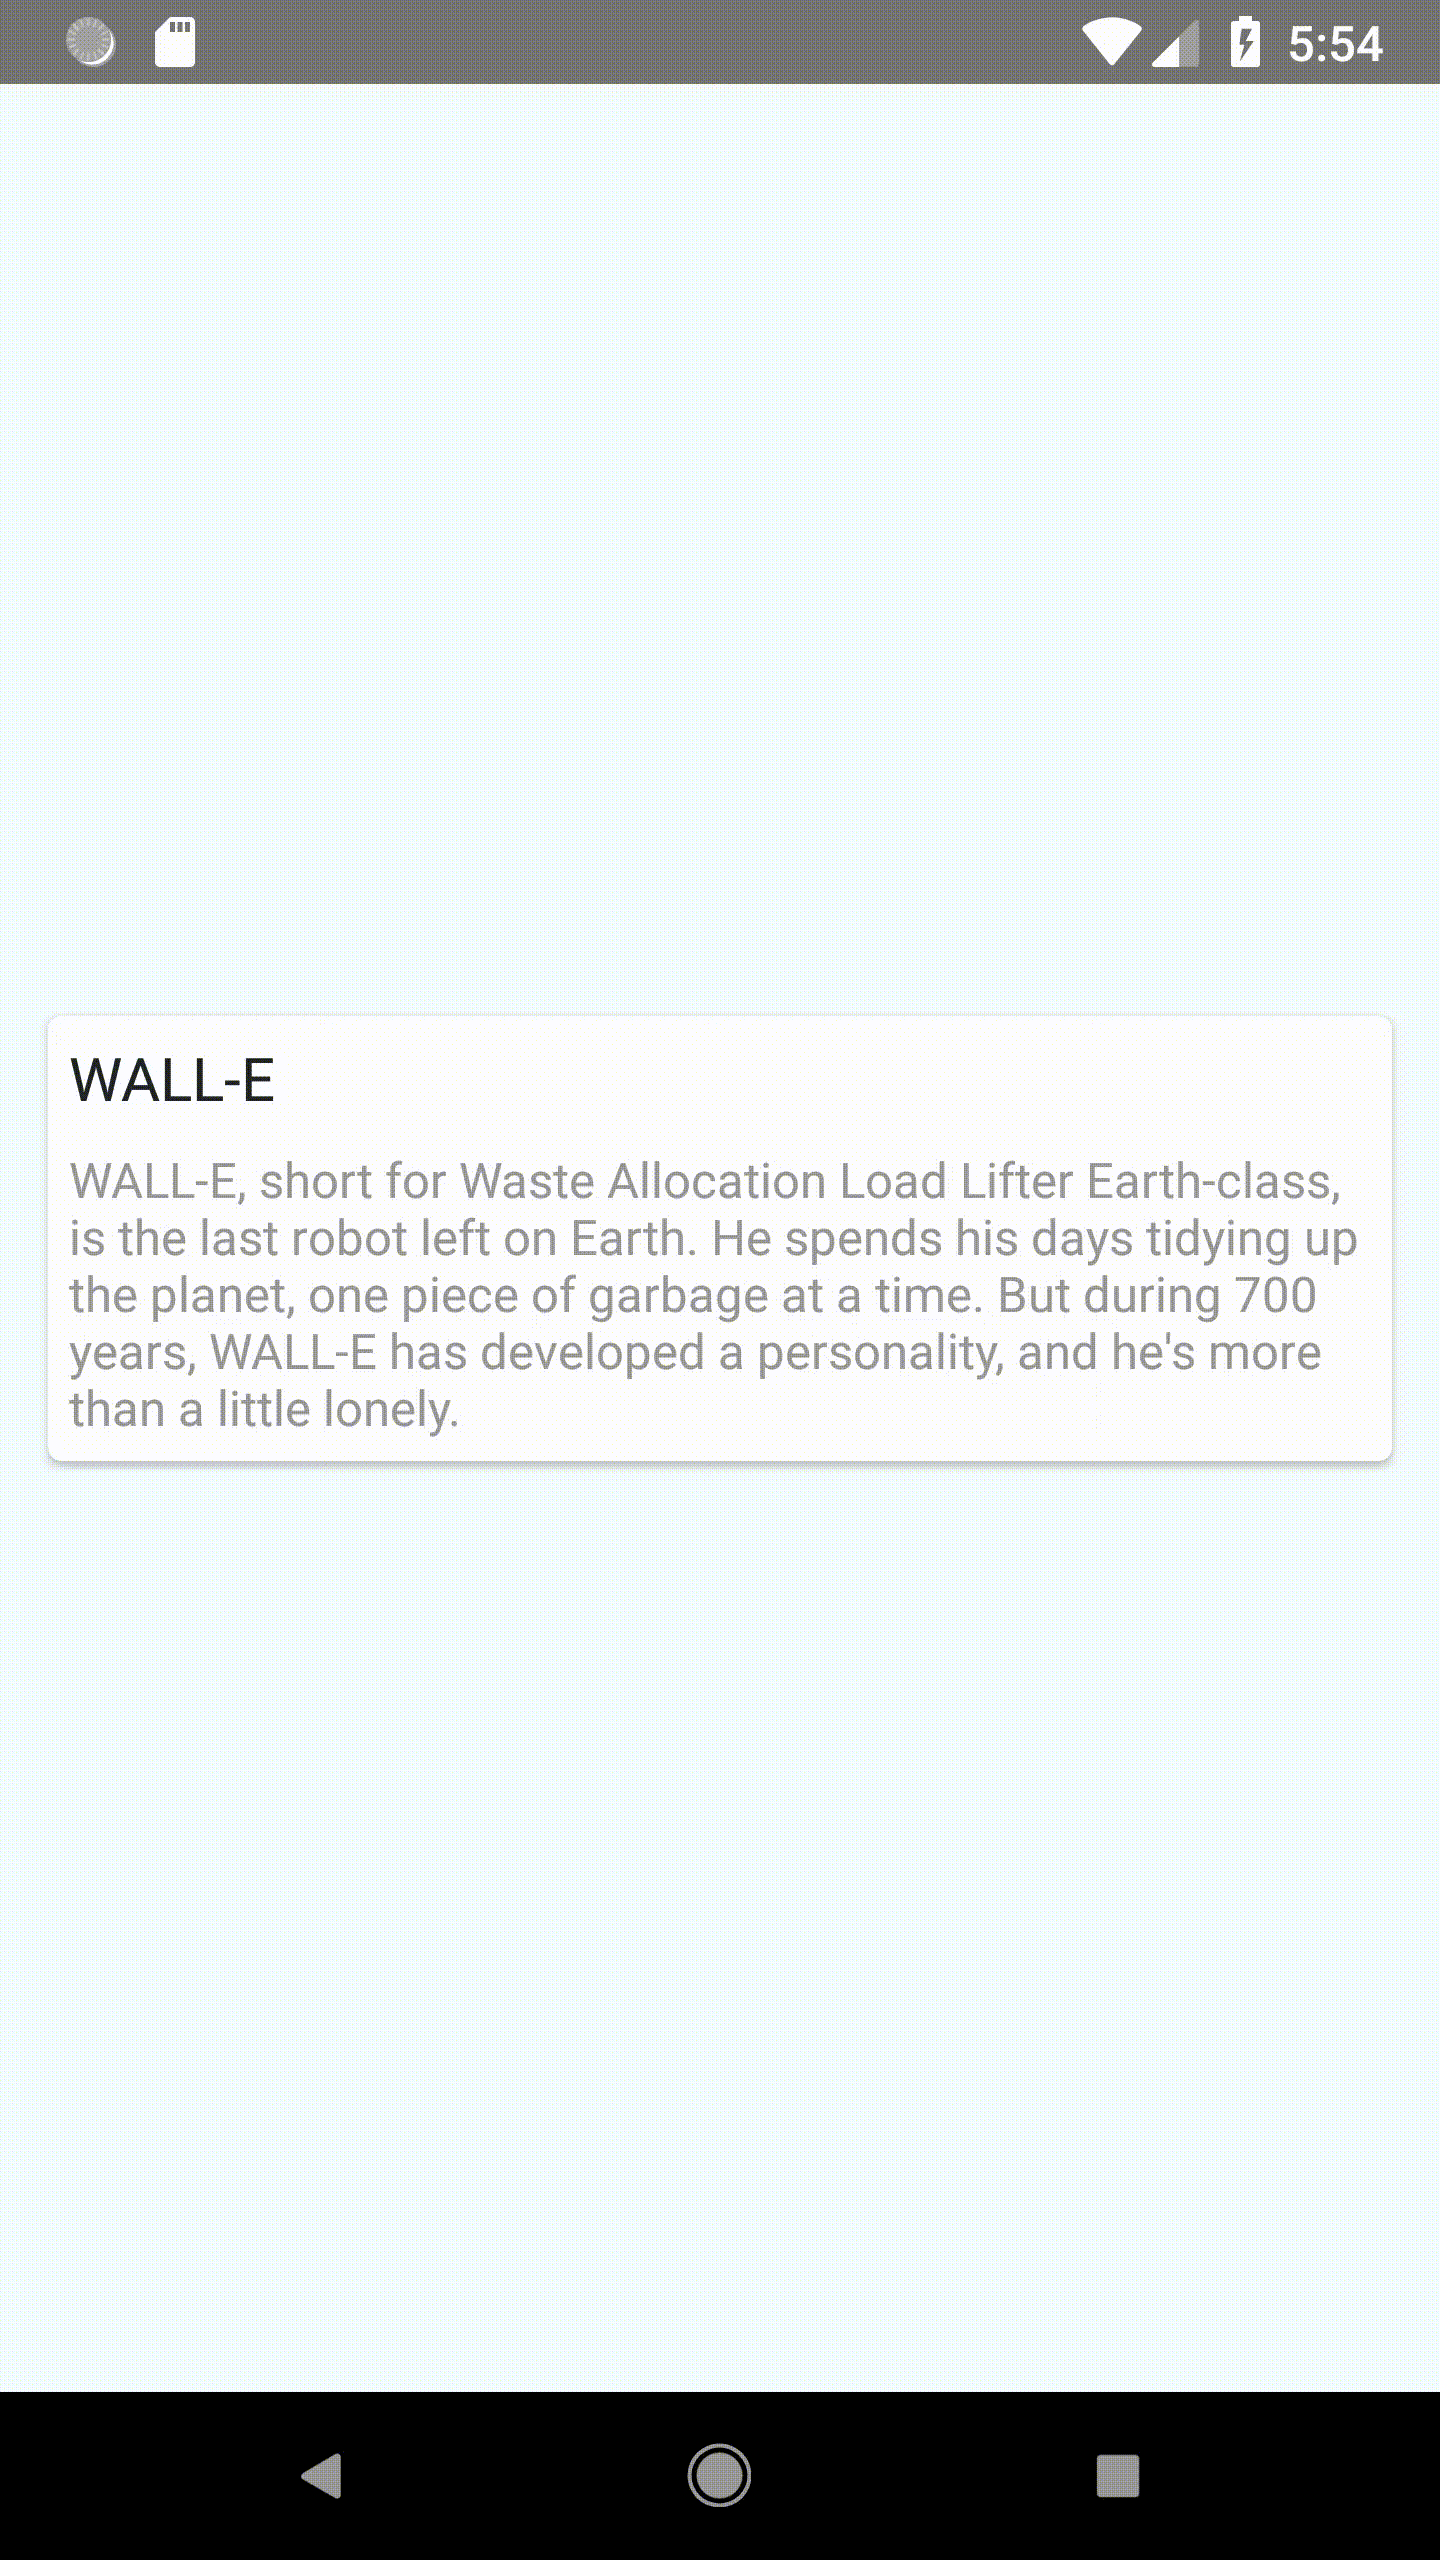 5:54
WALL-E
WALL-E, short for Waste Allocation Load Lifter Earth-class,
is the last robot left on Earth. He spends his days tidying up
the planet, one piece of garbage at a time. But during 700
years, WALL-E has developed a personality, and he's more
than a little lonely.